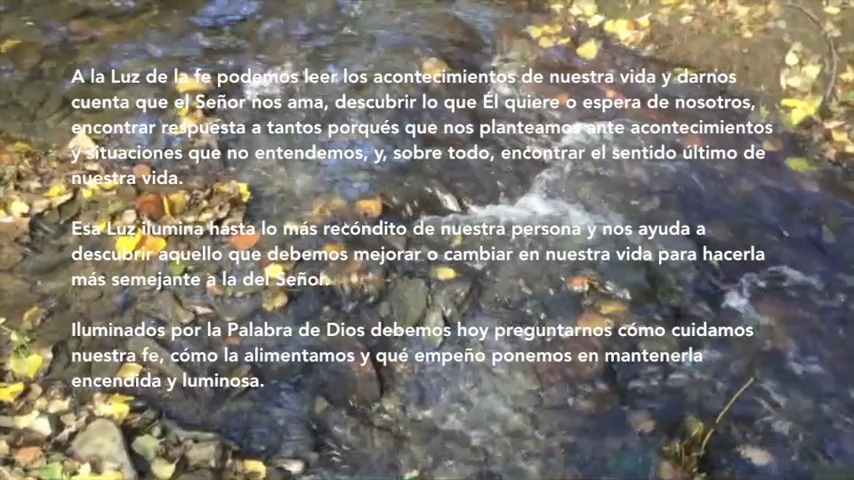 A la Luz de la fe podemos leer los acontecimientos de nuestra vida y darnos
cuenta que el Señor nos ama, descubrir lo que Él quiere o espera de nosotros,
encontrar respuesta a tantos porqués que nos planteamos ante acontecimientos
y situaciones que no entendemos, y, sobre todo, encontrar el sentido último de
nuestra vida.
Esa Luz ilumina hasta lo más recóndito de nuestra persona y nos ayuda a
descubrir aquello que debemos mejorar o cambiar en nuestra vida para hacerla
más semejante a la del Señor.
Iluminados por la Palabra de Dios debemos hoy preguntarnos cómo cuidamos
nuestra fe, cómo la alimentamos y qué empeño ponemos en mantenerla
encendida y luminosa.